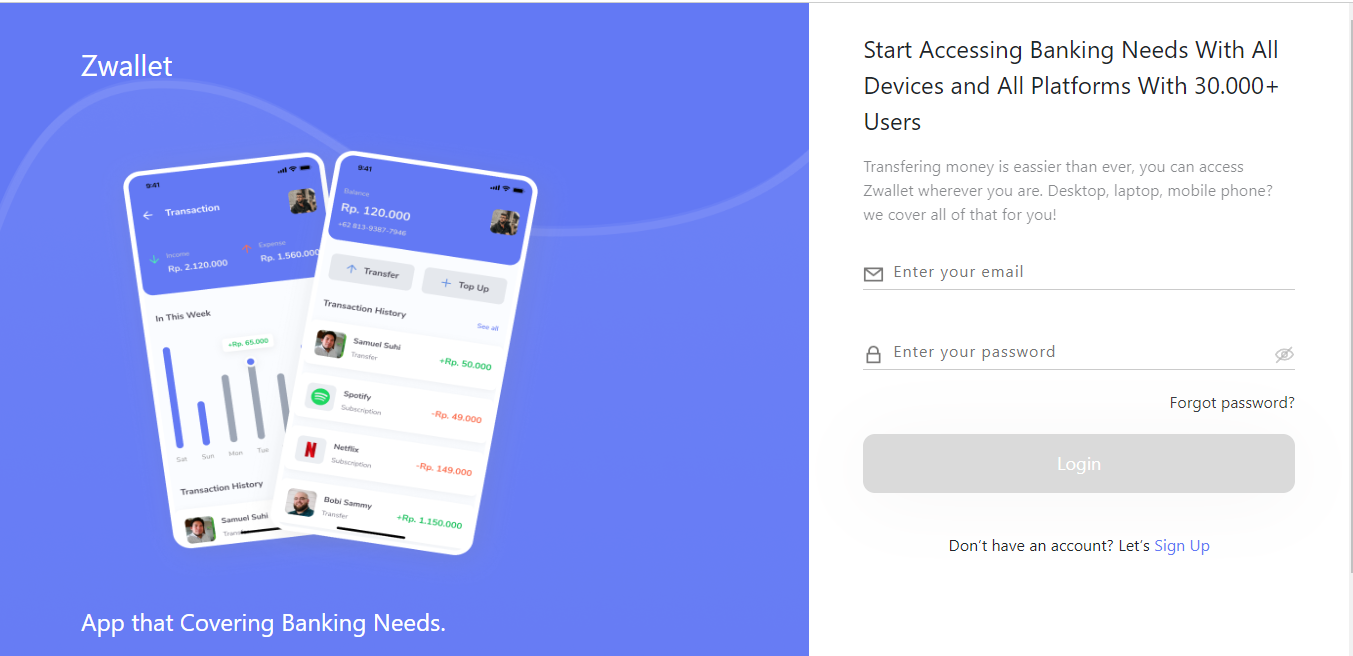 Zwallet
9:41
Transaction
Income
Rp. 2.120.000
Expense
Rp. 1.560.000
In This Week
+Rp. 65.000
Sat
Sun
Mon
Tue
Transaction History
Samuel Suhi
9:41
Balance
Rp. 120.000
+62 813-9387-7946
Transfer
Top Up
Transaction History
See all
Samuel Suhi
Transfer
+Rp. 50.000
Spotify
Subscription
-Rp. 49.000
N
Netflix
Subscription
-Rp. 149.000
Bobi Sammy
Transfer
+Rp. 1.150.000
App that Covering Banking Needs.
Start Accessing Banking Needs With All
Devices and All Platforms With 30.000+
Users
Transfering money is eassier than ever, you can access
Zwallet wherever you are. Desktop, laptop, mobile phone?
we cover all of that for you!
Enter your email
Enter your password
Forgot password?
Login
Don't have an account? Let's Sign Up